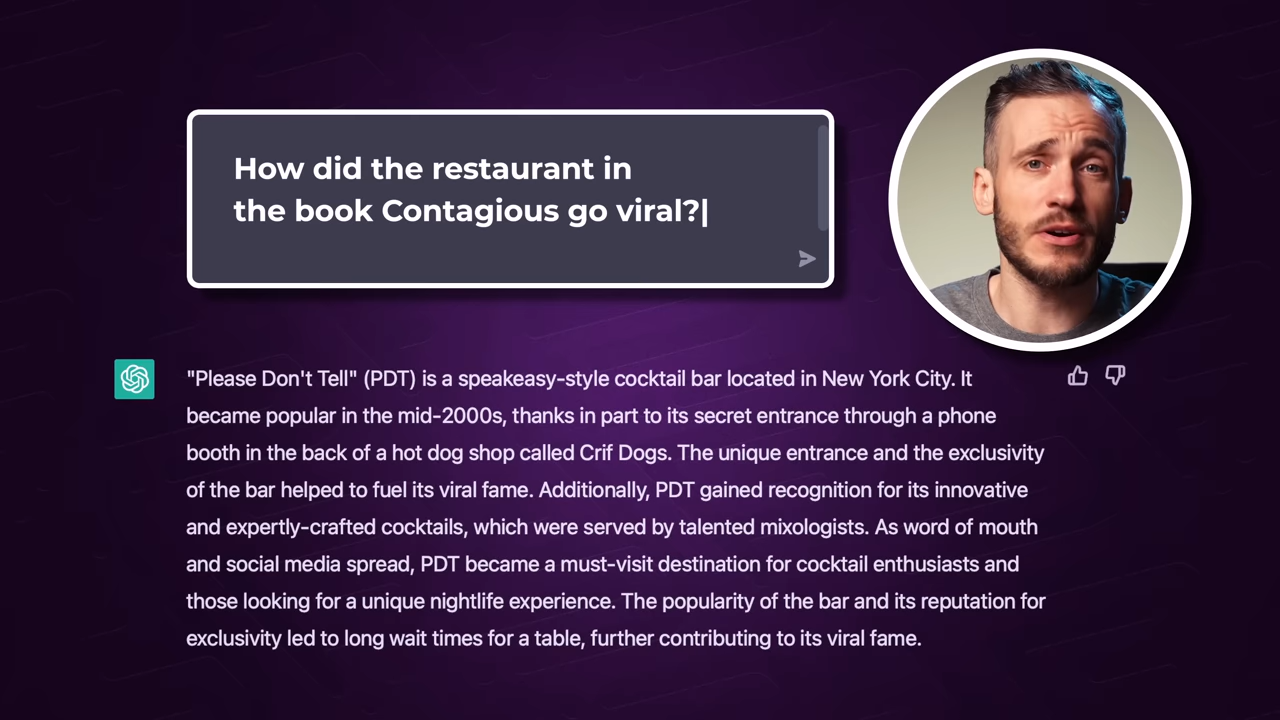 How did the restaurant in
the book Contagious go viral?|
"Please Don't Tell" (PDT) is a speakeasy-style cocktail bar located in New York City. It
became popular in the mid-2000s, thanks in part to its secret entrance through a phone
booth in the back of a hot dog shop called Crif Dogs. The unique entrance and the exclusivity
of the bar helped to fuel its viral fame. Additionally, PDT gained recognition for its innovative
and expertly-crafted cocktails, which were served by talented mixologists. As word of mouth
and social media spread, PDT became a must-visit destination for cocktail enthusiasts and
those looking for a unique nightlife experience. The popularity of the bar and its reputation for
exclusivity led to long wait times for a table, further contributing to its viral fame.